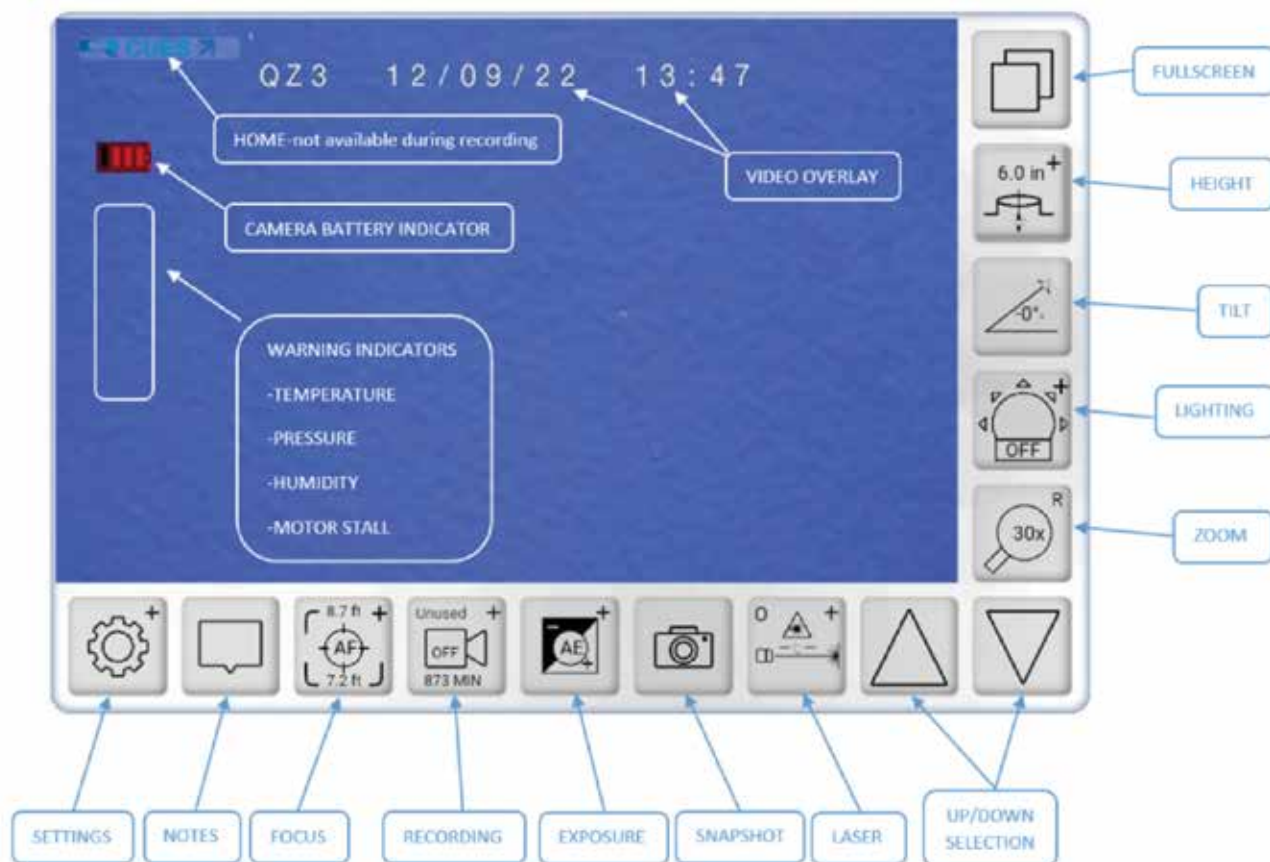 CUES
QZ3 12/09/22 13:47
FULLSCREEN
HOME-not available during recording
VIDEO OVERLAY
6.0 in+
HEIGHT
CAMERA BATTERY INDICATOR
-0°-
TILT
WARNING INDICATORS
-TEMPERATURE
-PRESSURE
-HUMIDITY
-MOTOR STALL
+
OFF
LIGHTING
R
30x
ZOOM
+
8.7 ft +
AF
7.2 ft
Unused +
OFF
873 MIN
- +
AE
+
O +
SETTINGS
NOTES
FOCUS
RECORDING
EXPOSURE
SNAPSHOT
LASER
UP/DOWN
SELECTION